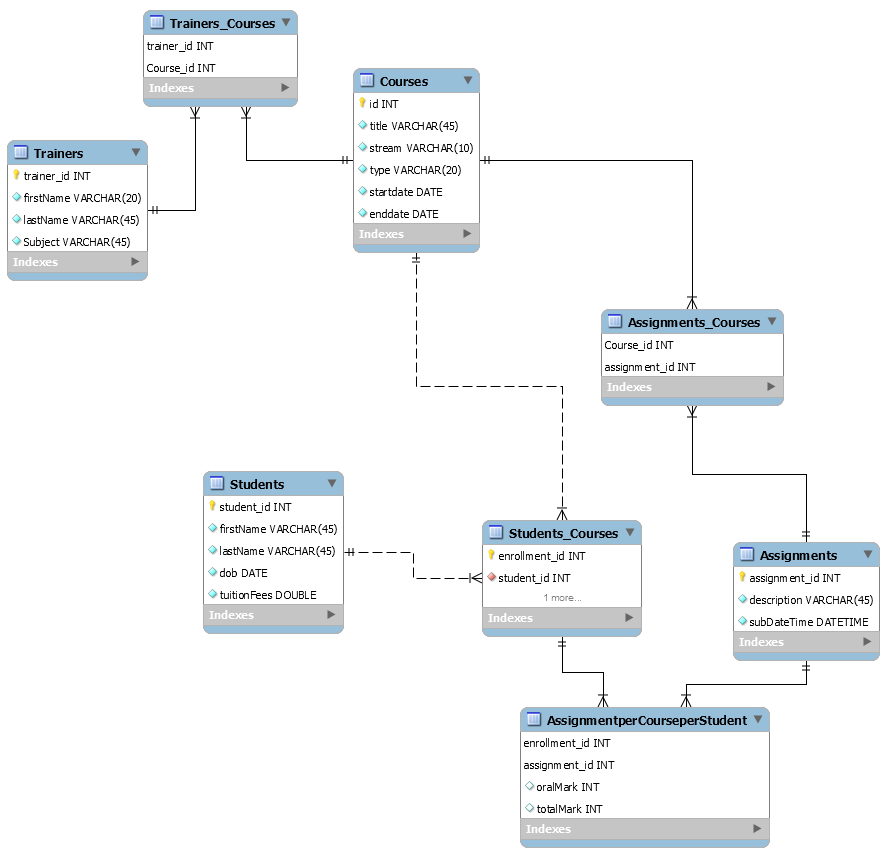 Trainers_Courses
trainer_id INT
Course_id INT
Indexes
Courses
id INT
title VARCHAR(45)
stream VARCHAR(10)
type VARCHAR(20)
startdate DATE
enddate DATE
Indexes
Trainers
trainer_id INT
firstName VARCHAR(20)
lastName VARCHAR(45)
Subject VARCHAR(45)
Indexes
Assignments_Courses
Course_id INT
assignment_id INT
Indexes
Students
student_id INT
firstName VARCHAR(45)
lastName VARCHAR(45)
dob DATE
tuitionFees DOUBLE
Indexes
Students_Courses
enrollment_id INT
student_id INT
1 more...
Indexes
Assignments
assignment_id INT
description VARCHAR(45)
subDateTime DATETIME
Indexes
AssignmentperCourseperStudent
enrollment_id INT
assignment_id INT
oralMark INT
totalMark INT
Indexes